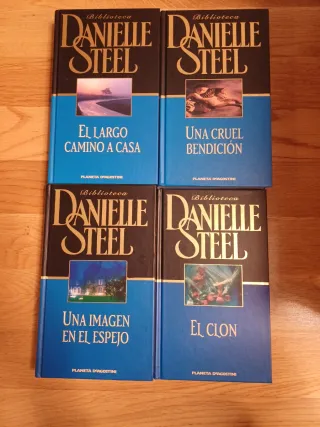 Biblioteca
DANIELLE
STEEL
EL LARGO
CAMINO A CASA
PLANETA DEAGOSTINI
Biblioteca
DANIELLE
STEEL
UNA CRUEL
BENDICIÓN
PLANETA DEAGOSTINI
Biblioteca
DANIELLE
STEEL
UNA IMAGEN
EN EL ESPEJO
PLANETA DEAGOSTINI
Biblioteca
DANIELLE
STEEL
EL CLON
PLANETA DEAGOSTINI